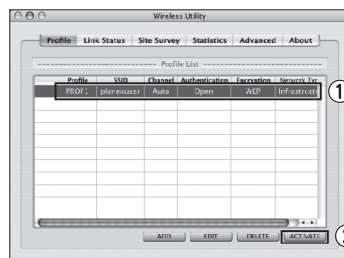 Wireless Utility
Profile Link Status Site Survey Statistics Advanced About
Profile List
Profile SSID Channel Authentication Encryption Network Typ
PROF1 planexuser Auto Open WEP Infrastructu
1
ADD EDIT DELETE ACTIVATE
2